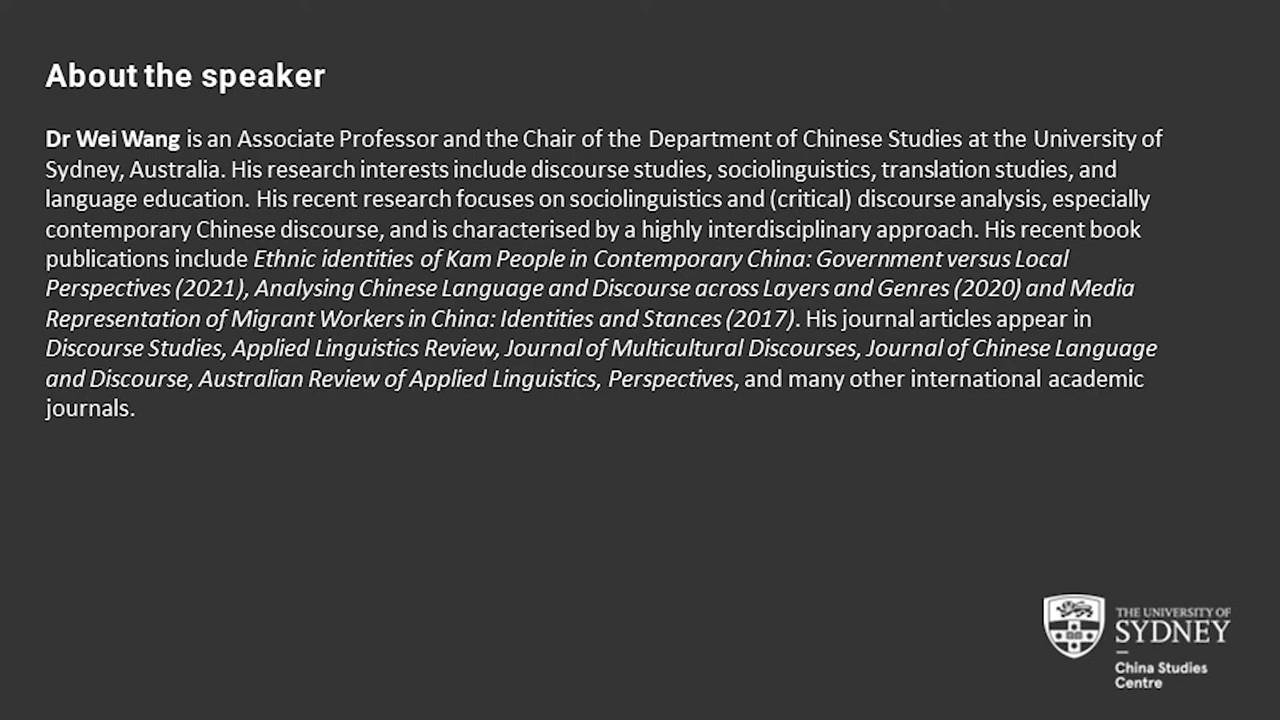 About the speaker
Dr Wei Wang is an Associate Professor and the Chair of the Department of Chinese Studies at the University of
Sydney, Australia. His research interests include discourse studies, sociolinguistics, translation studies, and
language education. His recent research focuses on sociolinguistics and (critical) discourse analysis, especially
contemporary Chinese discourse, and is characterised by a highly interdisciplinary approach. His recent book
publications include Ethnic identities of Kam People in Contemporary China: Government versus Local
Perspectives (2021), Analysing Chinese Language and Discourse across Layers and Genres (2020) and Media
Representation of Migrant Workers in China: Identities and Stances (2017). His journal articles appear in
Discourse Studies, Applied Linguistics Review, Journal of Multicultural Discourses, Journal of Chinese Language
and Discourse, Australian Review of Applied Linguistics, Perspectives, and many other international academic
journals.
THE UNIVERSITY OF
SYDNEY
China Studies
Centre